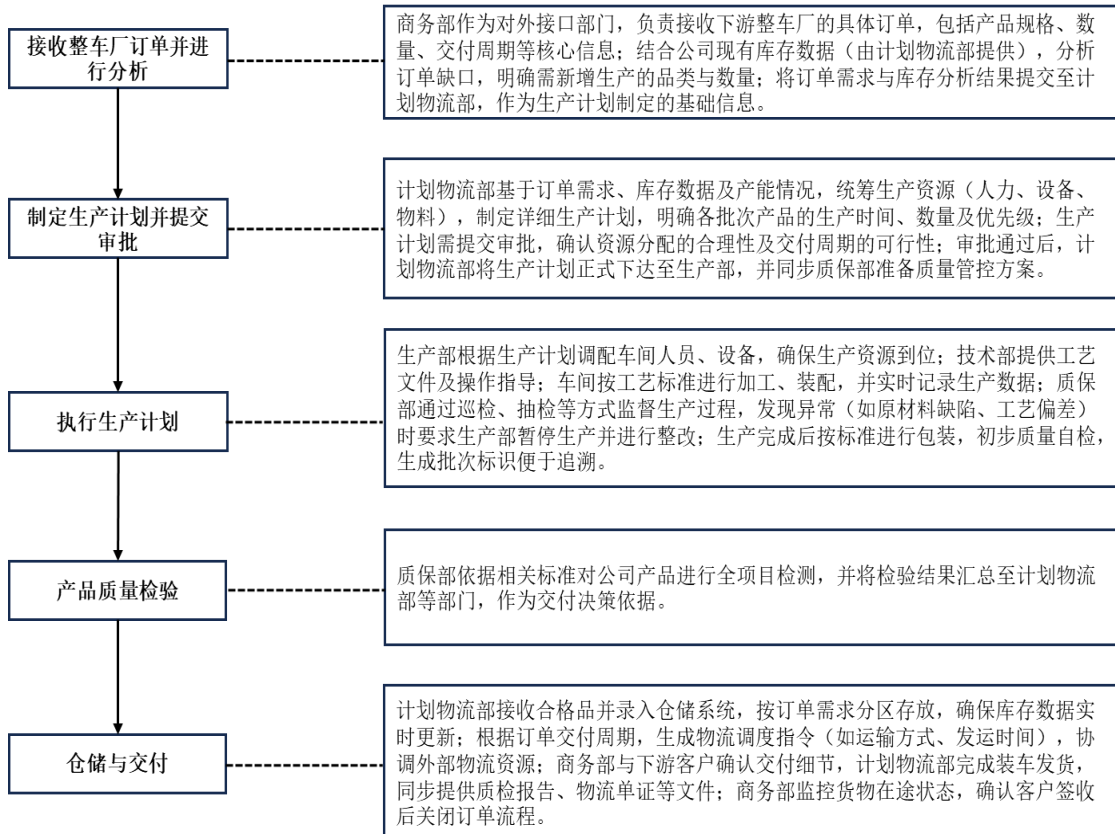 接收整车厂订单并进
行分析
商务部作为对外接口部门，负责接收下游整车厂的具体订单，包括产品规格、数
量、交付周期等核心信息；结合公司现有库存数据（由计划物流部提供），分析
订单缺口，明确需新增生产的品类与数量；将订单需求与库存分析结果提交至计
划物流部，作为生产计划制定的基础信息。
制定生产计划并提交
审批
计划物流部基于订单需求、库存数据及产能情况，统筹生产资源（人力、设备、
物料），制定详细生产计划，明确各批次产品的生产时间、数量及优先级；生产
计划需提交审批，确认资源分配的合理性及交付周期的可行性；审批通过后，计
划物流部将生产计划正式下达至生产部，并同步质保部准备质量管控方案。
执行生产计划
生产部根据生产计划调配车间人员、设备，确保生产资源到位；技术部提供工艺
文件及操作指导；车间按工艺标准进行加工、装配，并实时记录生产数据；质保
部通过巡检、抽检等方式监督生产过程，发现异常（如原材料缺陷、工艺偏差）
时要求生产部暂停生产并进行整改；生产完成后按标准进行包装，初步质量自检，
生成批次标识便于追溯。
产品质量检验
质保部依据相关标准对公司产品进行全项目检测，并将检验结果汇总至计划物流
部等部门，作为交付决策依据。
仓储与交付
计划物流部接收合格品并录入仓储系统，按订单需求分区存放，确保库存数据实
时更新；根据订单交付周期，生成物流调度指令（如运输方式、发运时间），协
调外部物流资源；商务部与下游客户确认交付细节，计划物流部完成装车发货，
同步提供质检报告、物流单证等文件；商务部监控货物在途状态，确认客户签收
后关闭订单流程。